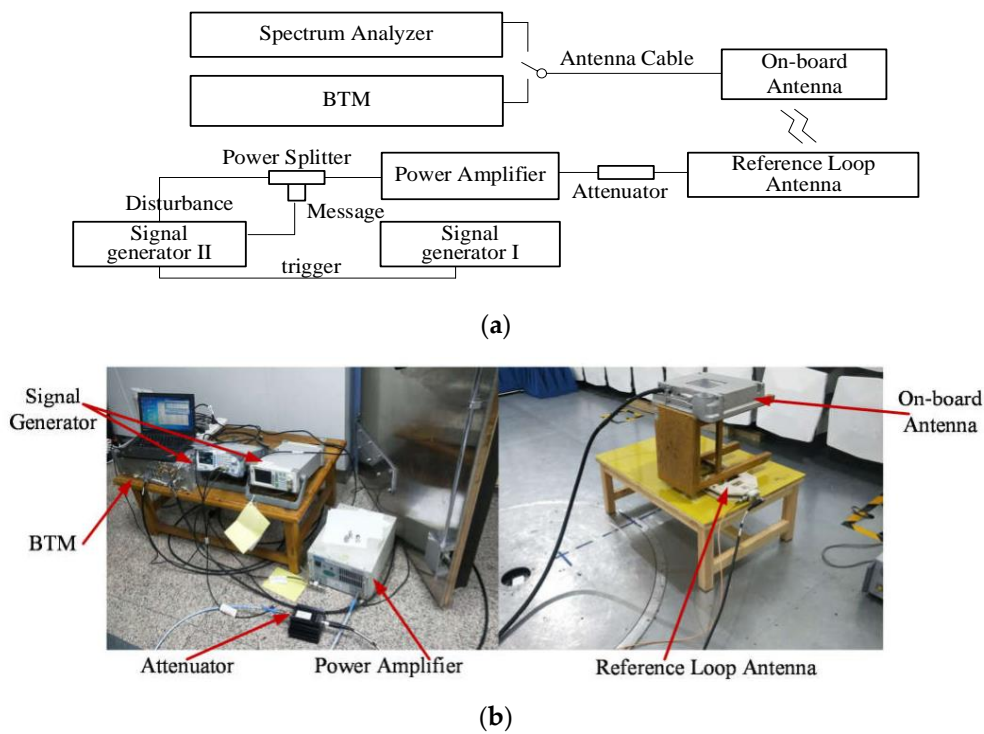 Spectrum Analyzer
BTM
Antenna Cable
On-board
Antenna
Power Splitter
Power Amplifier
Attenuator
Reference Loop
Antenna
Disturbance
Message
Signal
generator II
trigger
Signal
generator I
(a)
Signal
Generator
BTM
Attenuator
Power Amplifier
On-board
Antenna
Reference Loop Antenna
(b)